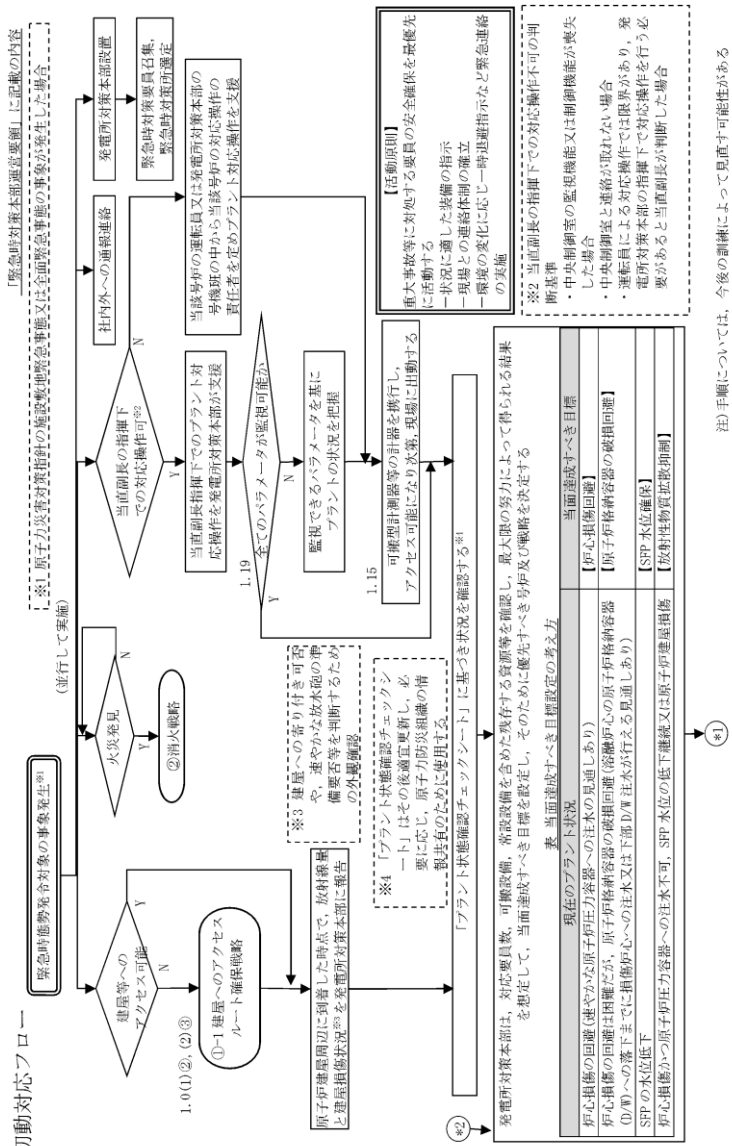 動対応フロー
緊急時態勢発令対象の事象発生※1
※1 原子力災害対策指針の施設敷地緊急事態又は全面緊急事態の事象が発生した場合
「緊急時対策本部運営要領」に記載の内容
(並行して実施)
建屋等への
アクセス可能
Y
N
1.0(1)②, (2)③
①-1 建屋へのアクセス
ルート確保戦略
原子炉建屋周辺に到着した時点で、放射線量
と建屋損傷状況※3を発電所対策本部に報告
火災発見
N
Y
②消火戦略
※3 建屋への寄り付き可否
や、速やかな放水砲の準
備要否等を判断するため
の外観確認
※4 「プラント状態確認チェックシ
ート」はその後適宜更新し、必
要に応じ、原子力防災組織の情
報共有のために使用する
当直副長の指揮下
での対応操作可※2
N
Y
当直副長指揮下でのプラント対
応操作を発電所対策本部が支援
1.19
全てのパラメータが監視可能か
Y
N
監視できるパラメータを基に
プラントの状況を把握
1.15
可搬型計測器等の計器を携行し、
アクセス可能になり次第、現場に出動する
社内外への通報連絡
発電所対策本部設置
緊急時対策要員召集,
緊急時対策所選定
当該号炉の運転員又は発電所対策本部の
号機班の中から当該号炉の対応操作の
責任者を定めプラント対応操作を支援
【活動原則】
重大事故等に対処する要員の安全確保を最優先
に活動する
－状況に適した装備の指示
－現場との連絡体制の確立
－環境の変化に応じ一時退避指示など緊急連絡
の実施
※2 当直副長の指揮下での対応操作不可の判
断基準
・中央制御室の監視機能又は制御機能が喪失
した場合
・中央制御室と連絡が取れない場合
・運転員による対応操作では限界があり、発
電所対策本部の指揮下で対応操作を行う必
要があると当直副長が判断した場合
「プラント状態確認チェックシート」に基づき状況を確認する※4
*2
発電所対策本部は、対応要員数、可搬設備、常設設備を含めた残存する資源等を確認し、最大限の努力によって得られる結果
を想定して、当面達成すべき目標を設定し、そのために優先すべき号炉及び戦略を決定する
表 当面達成すべき目標設定の考え方
現在のプラント状況
当面達成すべき目標
炉心損傷の回避(速やかな原子炉圧力容器への注水の見通しあり)
【炉心損傷回避】
炉心損傷の回避は困難だが、原子炉格納容器の破損回避(溶融炉心の原子炉格納容器
(D/W)への落下までに損傷炉心への注水又は下部 D/W 注水が行える見通しあり)
【原子炉格納容器の破損回避】
SFP の水位低下
【SFP 水位確保】
炉心損傷かつ原子炉圧力容器への注水不可，SFP 水位の低下継続又は原子炉建屋損傷
【放射性物質拡散抑制】
*1
注)手順については、今後の訓練によって見直す可能性がある